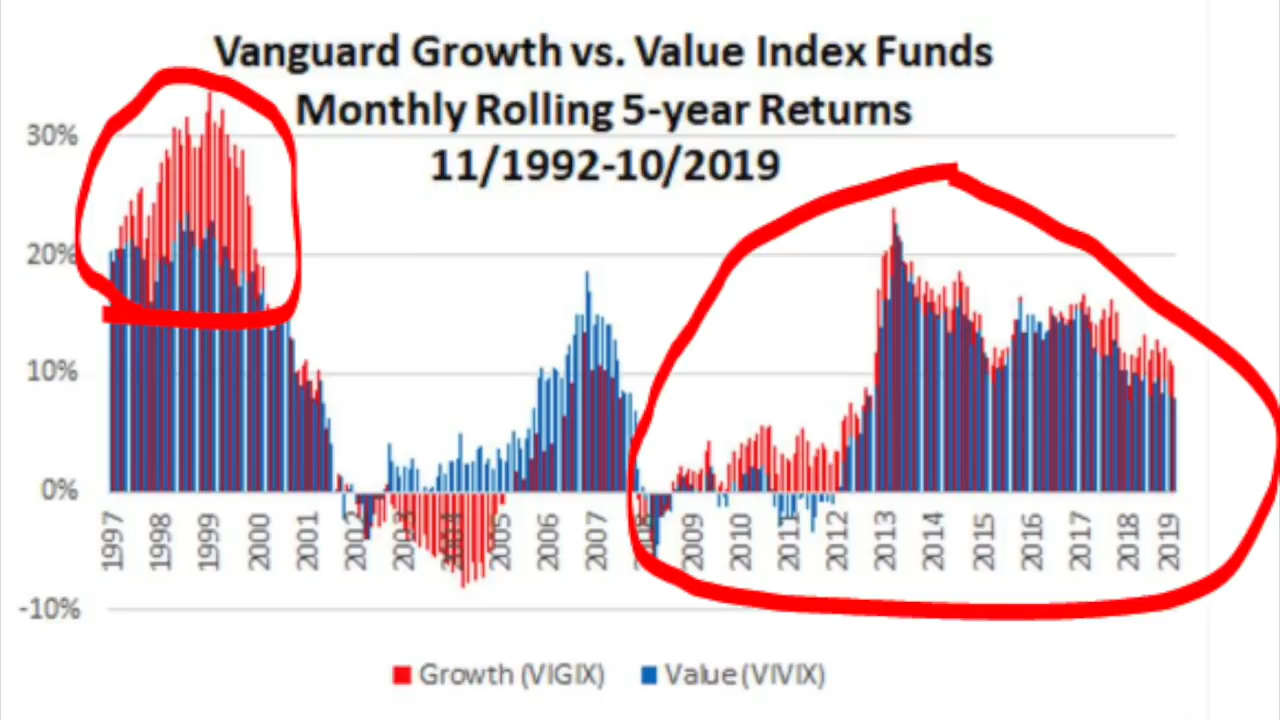 Vanguard Growth vs. Value Index Funds
Monthly Rolling 5-year Returns
11/1992-10/2019
30%
20%
10%
0%
-10%
1997 1998 1999 2000 2001 2002 2003 2004 2005 2006 2007 2008 2009 2010 2011 2012 2013 2014 2015 2016 2017 2018 2019
Growth (VIGIX) Value (VIVIX)